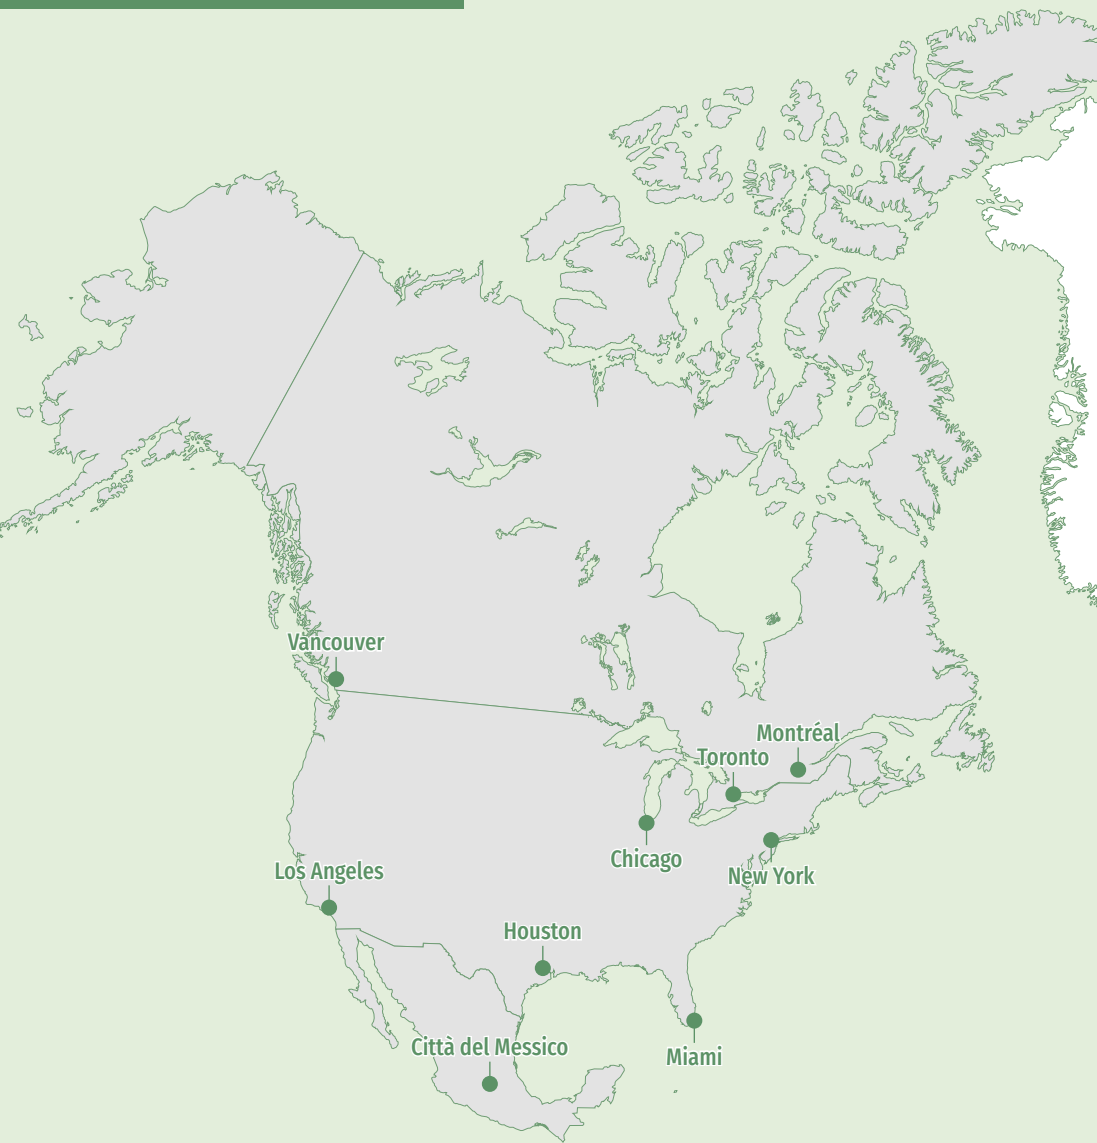 Vancouver
Montréal
Toronto
Chicago
Los Angeles
New York
Houston
Città del Messico
Miami